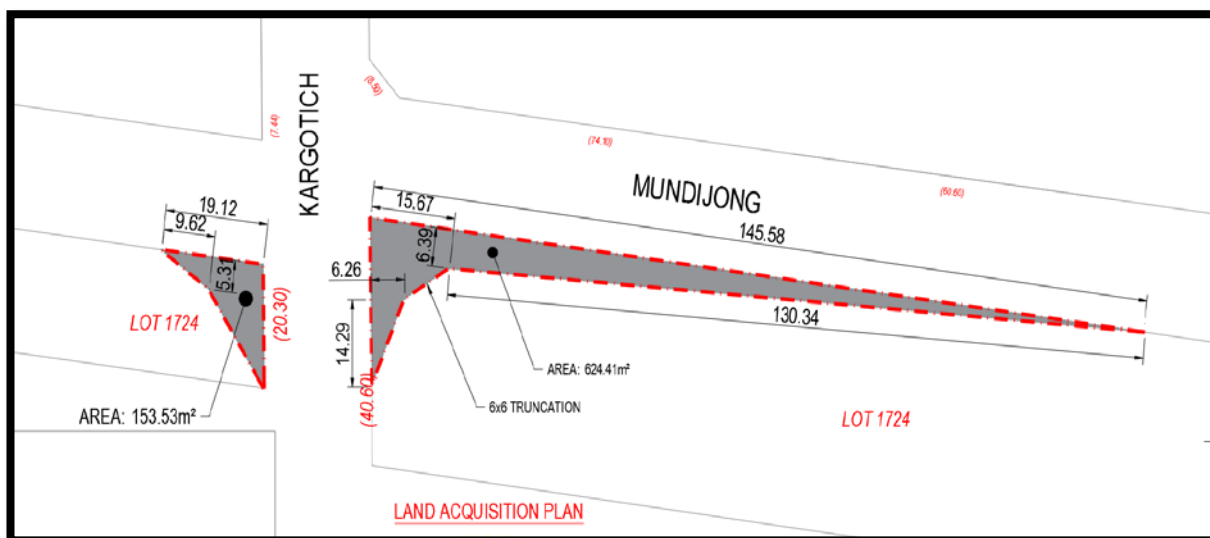 (8.50)
(7.44)
KARGOTICH
(74.10)
(60.60)
MUNDIJONG
145.58
15.67
6.39
19.12
9.62
5.31
6.26
130.34
14.29
(20.30)
LOT 1724
AREA: 624.41m²
6x6 TRUNCATION
(40.60)
AREA: 153.53m²
LOT 1724
LAND ACQUISITION PLAN